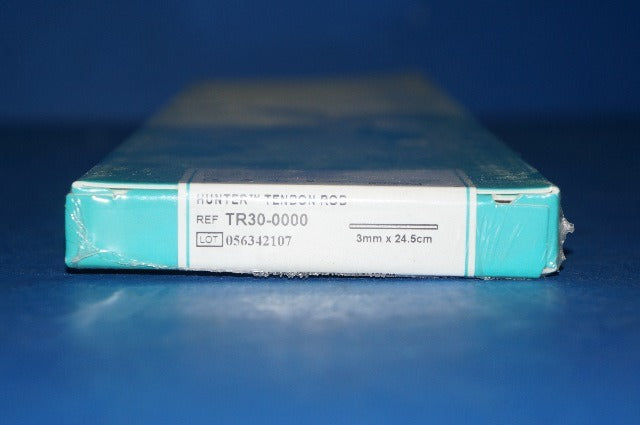 HUNTER™ TENDON ROD
REF TR30-0000
LOT 056342107
3mm x 24.5cm